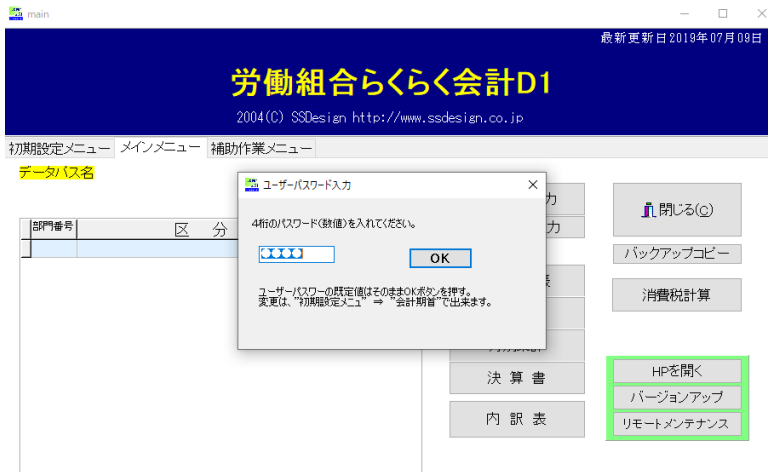 main
最新更新日2019年07月09日
労働組合らくらく会計D1
2004(C) SSDesign http://www.ssdesign.co.jp
初期設定メニュー メインメニュー 補助作業メニュー
データパス名
部門番号 区 分
ユーザーパスワード入力
4桁のパスワード(数値)を入れてください。
OK
ユーザーパスワーの既定値はそのままOKボタンを押す。
変更は、"初期設定メニュ" ⇒ "会計期首"で出来ます。
力
力
決 算 書
内 訳 表
閉じる(c)
バックアップコピー
消費税計算
HPを開く
バージョンアップ
リモートメンテナンス